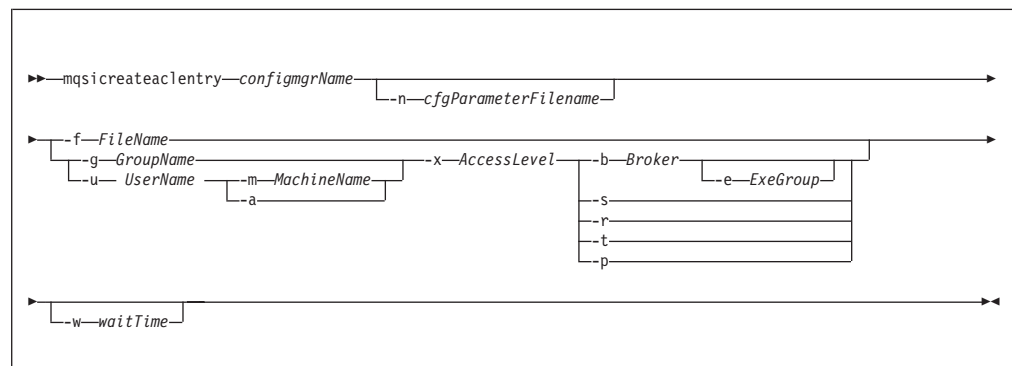 mqsicreateaclentry configmgrName
-n cfgParameterFilename
-f FileName
-g GroupName -x AccessLevel -b Broker
-u UserName -m MachineName -e ExeGroup
-a -s
-r
-t
-p
-w waitTime